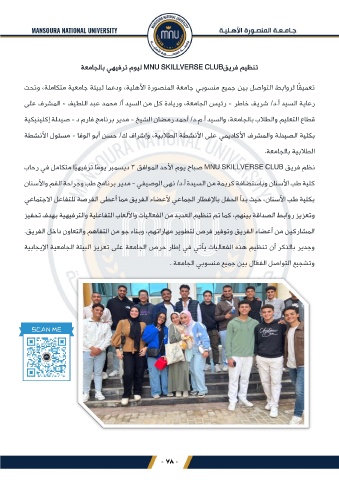 MANSOURA NATIONAL UNIVERSITY
جامعة المنصورة الأهلية
MNU
تنظيم فريق MNU SKILLVERSE CLUB ليوم ترفيهي بالجامعة
تعميقًا لروابط التواصل بين جميع منسوبي جامعة المنصورة الأهلية، ودعما لبيئة جامعية متكاملة، وتحت
رعاية السيد أ.د/ شريف خاطر - رئيس الجامعة، وريادة كل من السيد أ/ محمد عبد اللطيف - المشرف على
قطاع التعليم والطلاب بالجامعة، والسيد أ.م.د/ أحمد رمضان الشيخ - مدير برنامج فارم د - صيدلة إكلينيكية
بكلية الصيدلة والمشرف الأكاديمي على الأنشطة الطلابية، وإشراف ك/ حسن أبو الوفا - مسئول الأنشطة
الطلابية بالجامعة.
نظم فريق MNU SKILLVERSE CLUB صباح يوم الأحد الموافق ٣ ديسمبر يومًا ترفيهيًا متكامل في رحاب
كلية طب الأسنان وباستضافة كريمة من السيدة أ.د/ نهى الوصيفي - مدير برنامج طب وجراحة الفم والأسنان
بكلية طب الأسنان، حيث بدأ الحفل بالإفطار الجماعي لأعضاء الفريق مما أعطى الفرصة للتفاعل الاجتماعي
وتعزيز روابط الصداقة بينهم، كما تم تنظيم العديد من الفعاليات والألعاب التفاعلية والترفيهية بهدف تحفيز
المشاركين من أعضاء الفريق وتوفير فرص لتطوير مهاراتهم، وبناء جو من التفاهم والتعاون داخل الفريق.
وجدير بالذكر أن تنظيم هذه الفعاليات يأتي في إطار حرص الجامعة على تعزيز البيئة الجامعية الإيجابية
وتشجيع التواصل الفعّال بين جميع منسوبي الجامعة .
SCAN ME
- ٧٨ -